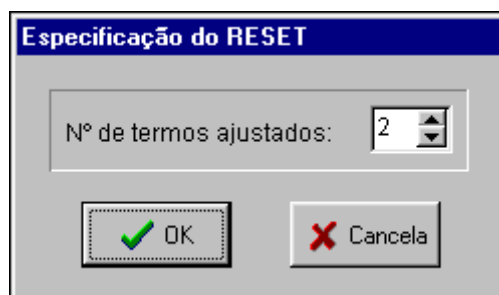 Especificação do RESET
Nº de termos ajustados: 2
OK Cancela